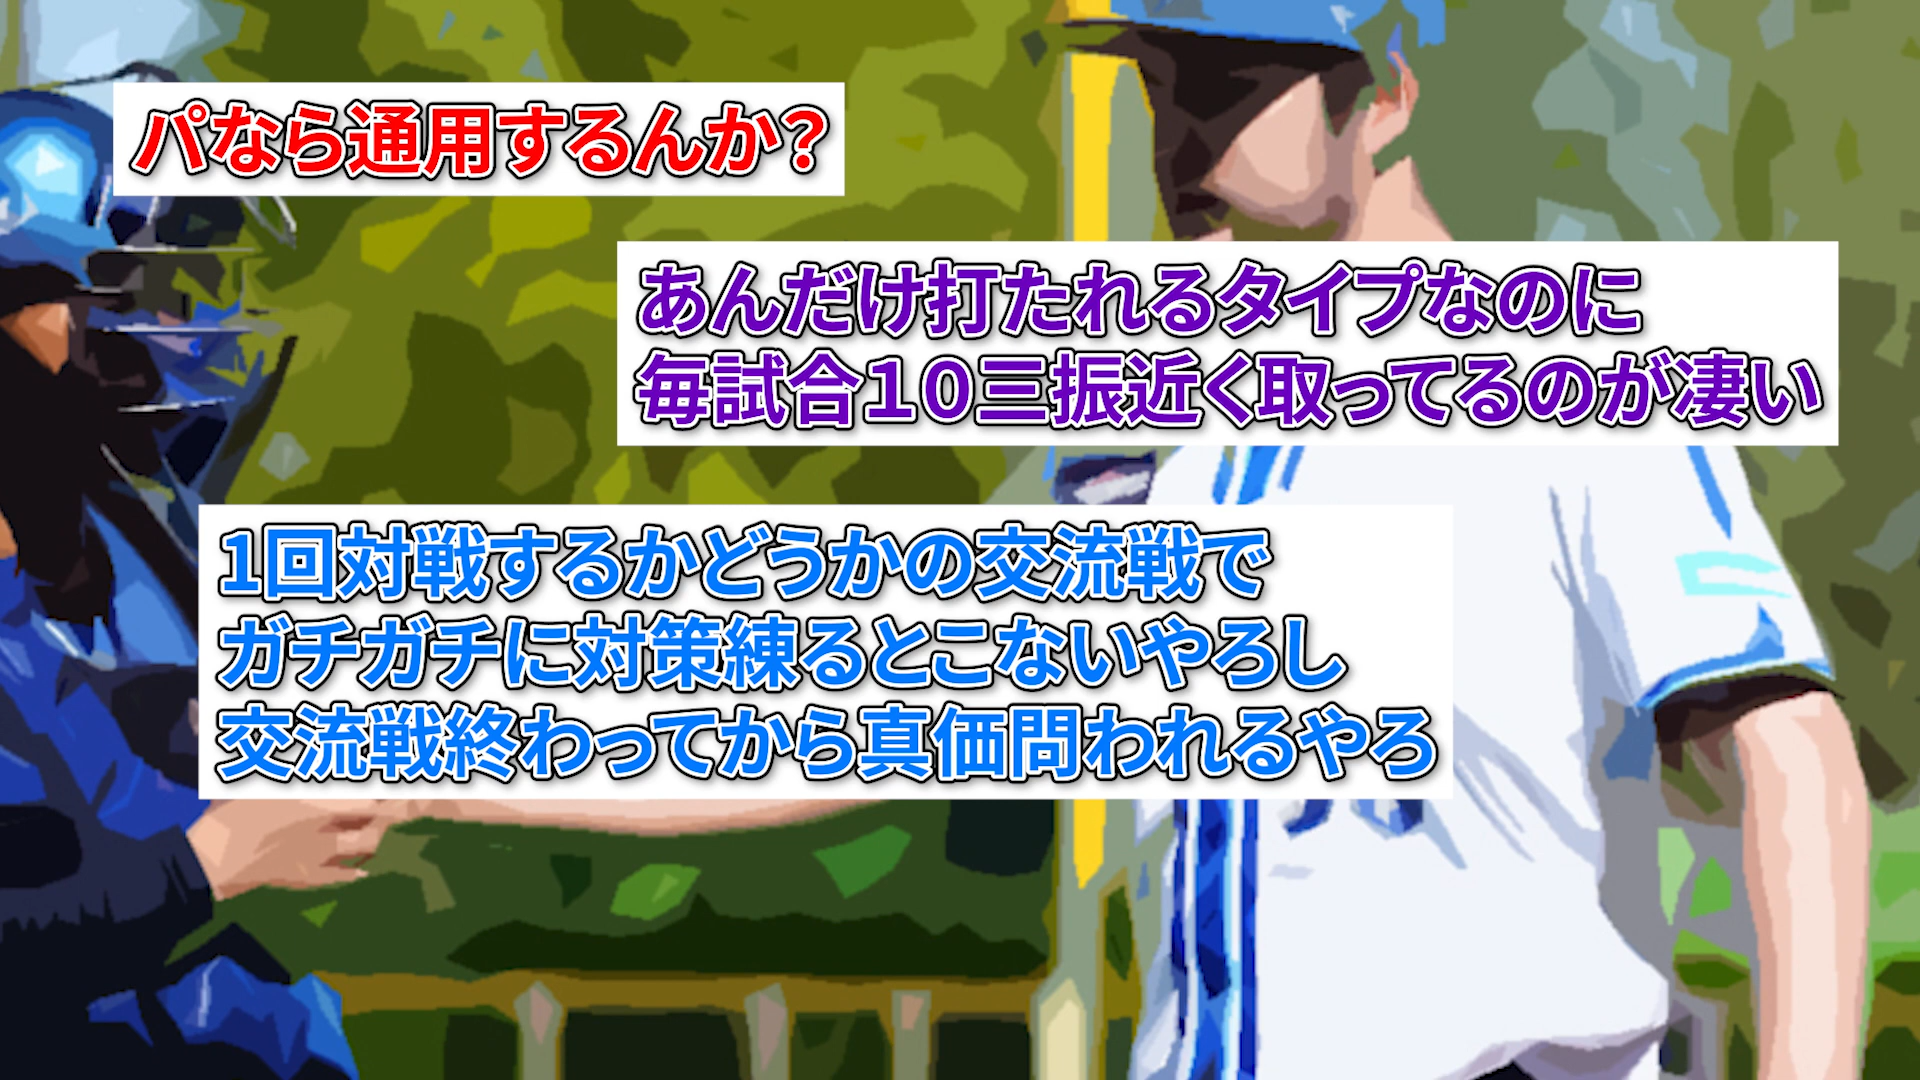 パなら通用するんか？
あんだけ打たれるタイプなのに
毎試合１０三振近く取ってるのが凄い
1回対戦するかどうかの交流戦で
ガチガチに対策練るとこないやろし
交流戦終わってから真価問われるやろ